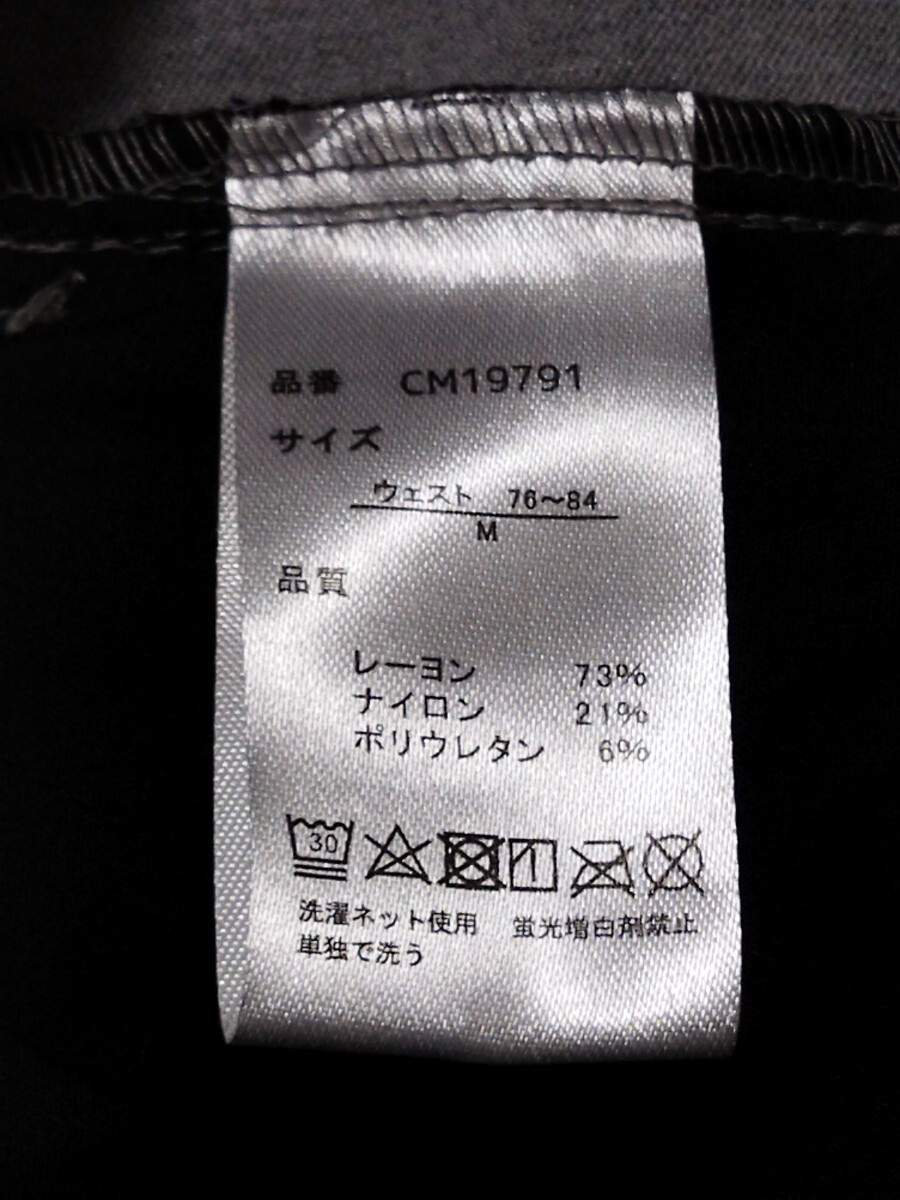 品番 CM19791
サイズ
ウェスト 76～84
M
品質
レーヨン 73%
ナイロン 21%
ポリウレタン 6%
30
洗濯ネット使用 蛍光増白剤禁止
単独で洗う